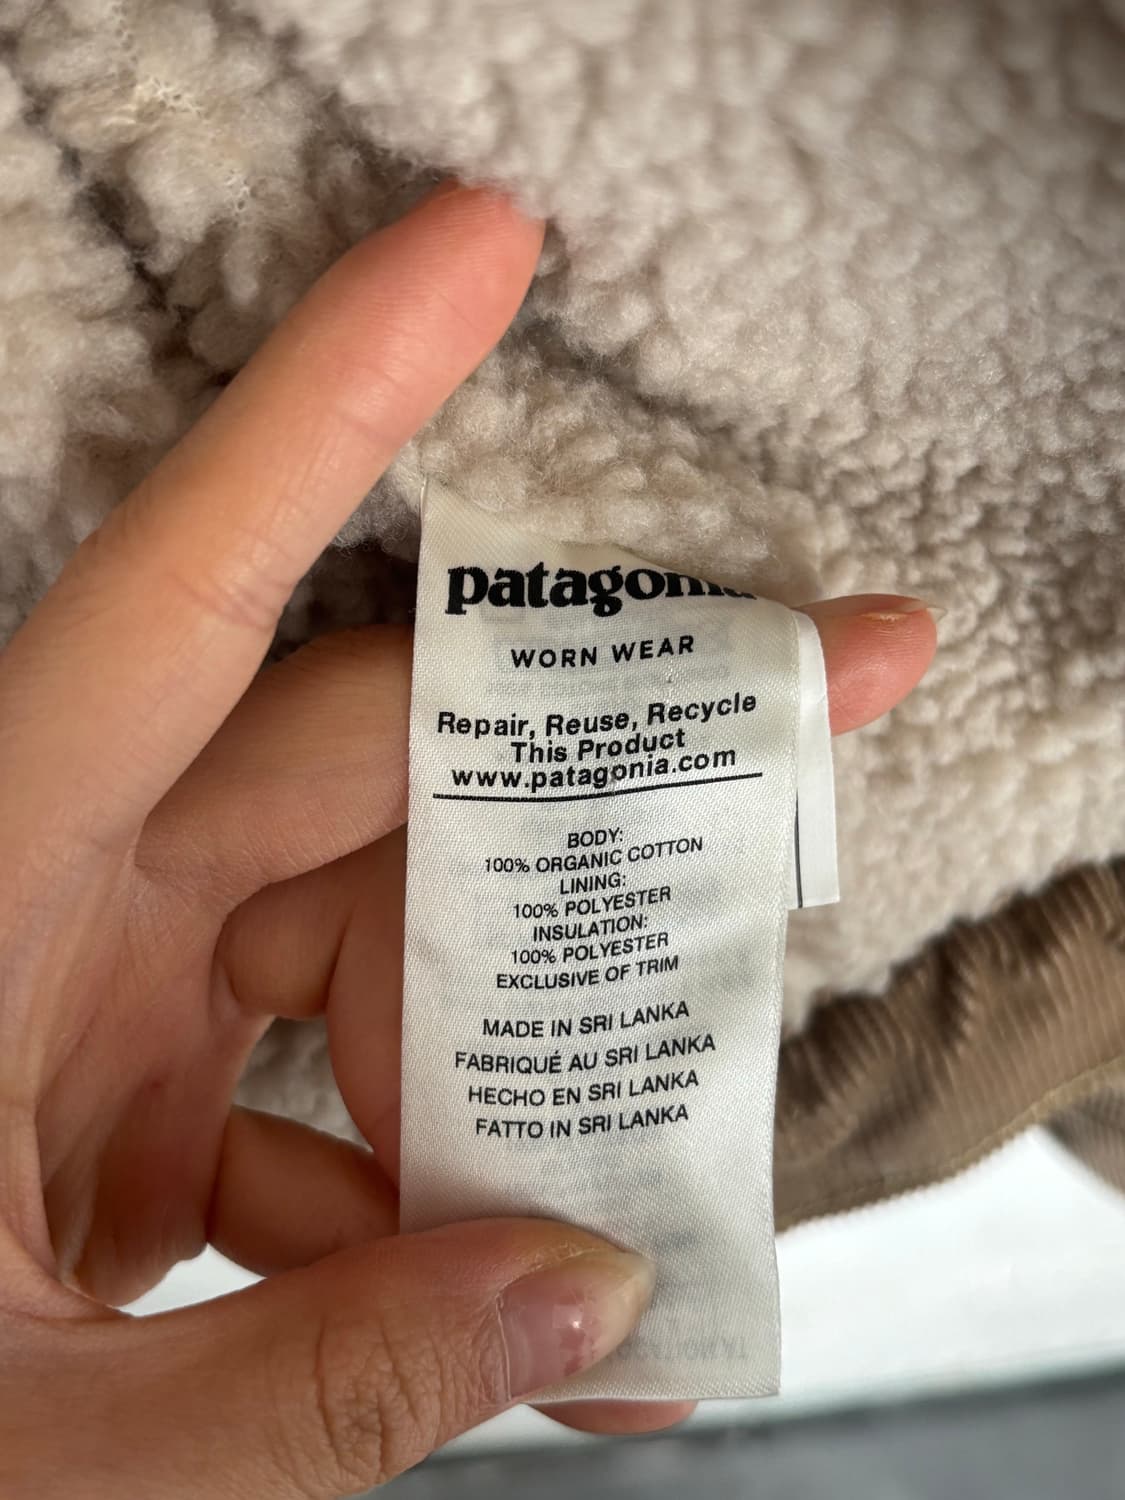 patagonia
WORN WEAR
Repair, Reuse, Recycle
This Product
www.patagonia.com
BODY:
100% ORGANIC COTTON
LINING:
100% POLYESTER
INSULATION:
100% POLYESTER
EXCLUSIVE OF TRIM
MADE IN SRI LANKA
FABRIQUÉ AU SRI LANKA
HECHO EN SRI LANKA
FATTO IN SRI LANKA